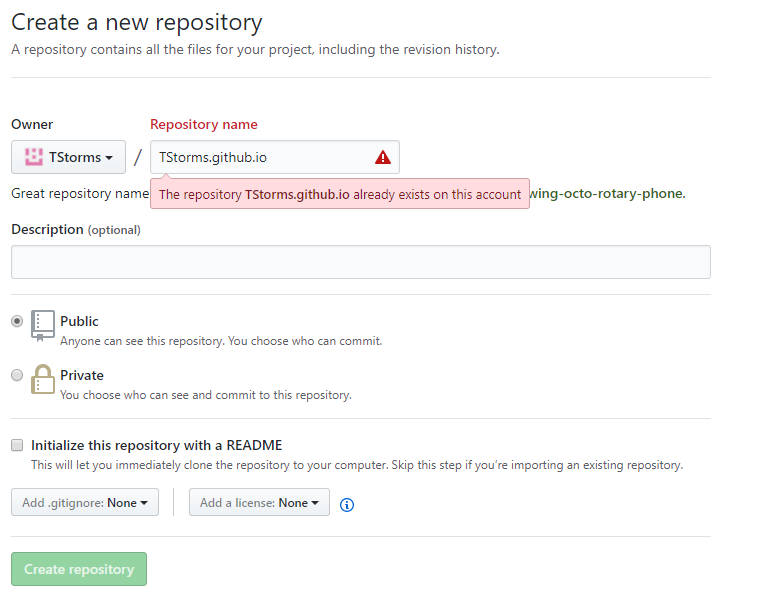 Create a new repository
A repository contains all the files for your project, including the revision history.
Owner
Repository name
TStorms
/
TStorms.github.io
Great repository name
The repository TStorms.github.io already exists on this account
wing-octo-rotary-phone.
Description (optional)
Public
Anyone can see this repository. You choose who can commit.
Private
You choose who can see and commit to this repository.
Initialize this repository with a README
This will let you immediately clone the repository to your computer. Skip this step if you’re importing an existing repository.
Add .gitignore: None
Add a license: None
Create repository